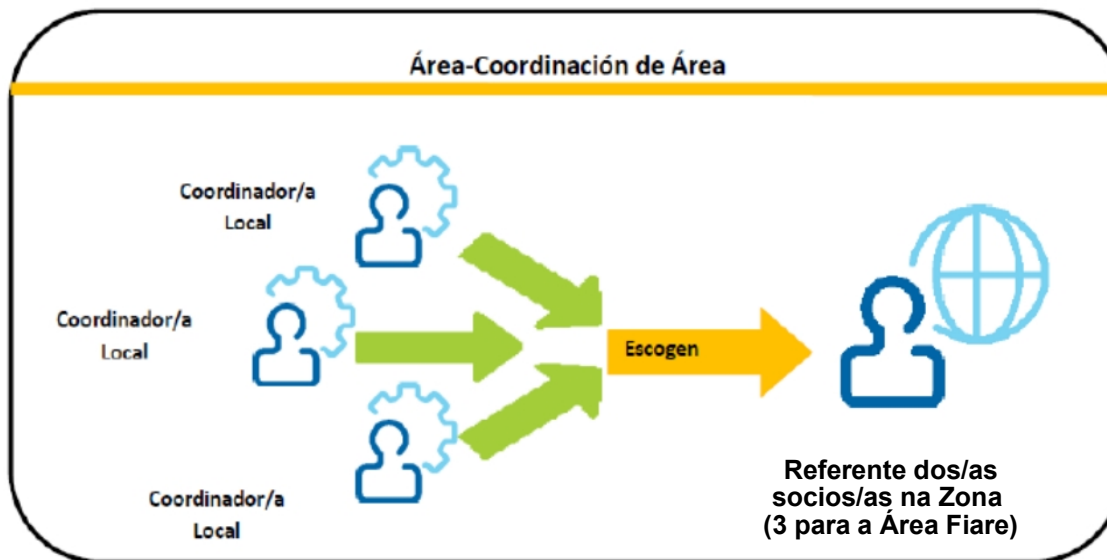 Área-Coordinación de Área
Coordinador/a
Local
Coordinador/a
Local
Coordinador/a
Local
Escogen
Referente dos/as
socios/as na Zona
(3 para a Área Fiare)